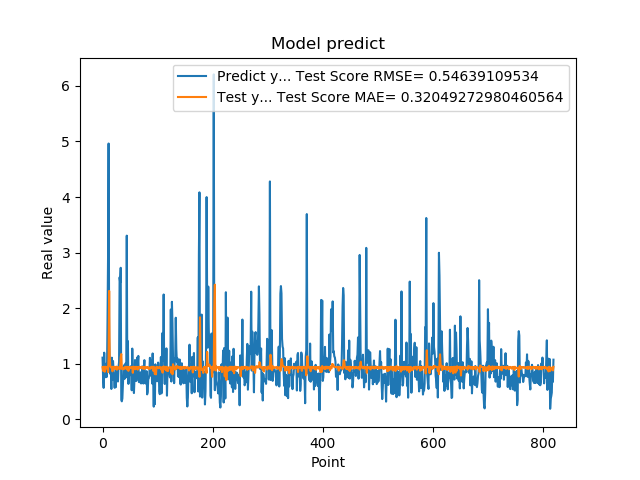 Model predict
Predict y... Test Score RMSE= 0.54639109534
Test y... Test Score MAE= 0.32049272980460564
Real value
6
5
4
3
2
1
0
0 200 400 600 800
Point